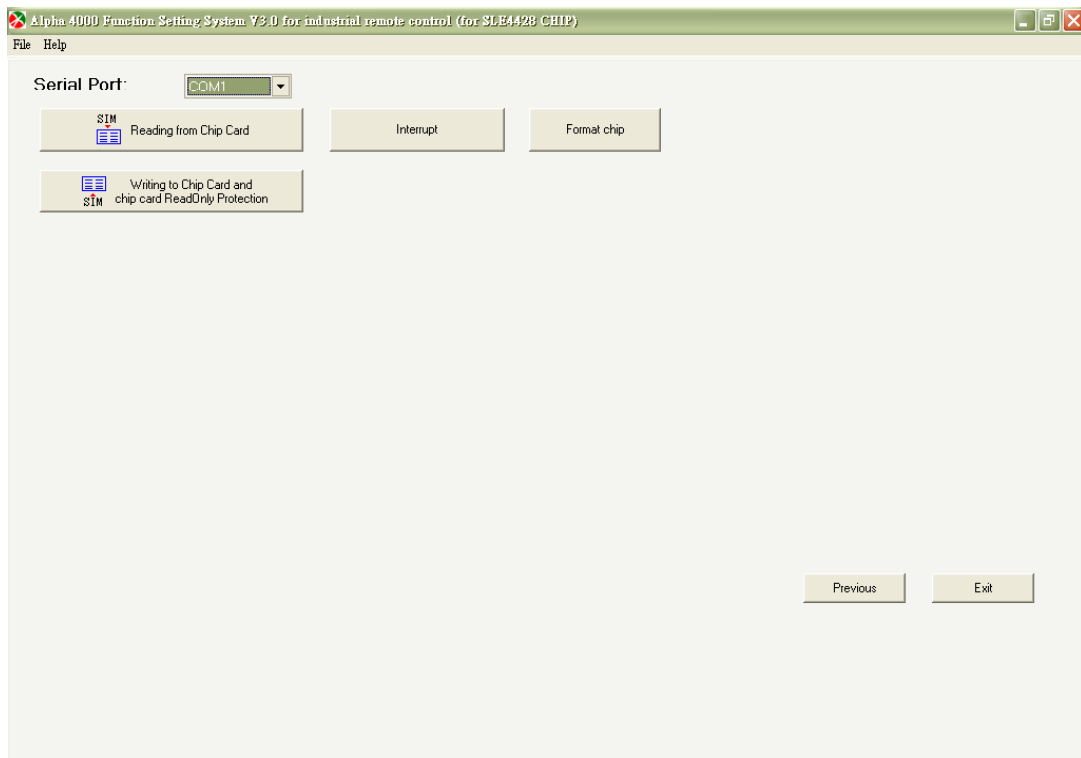 Alpha 4000 Function Setting System V3.0 for industrial remote control (for SLE4428 CHIP)
File Help
Serial Port: COM1
SIM
Reading from Chip Card
Interrupt
Format chip
Writing to Chip Card and
chip card ReadOnly Protection
SIM
Previous
Exit